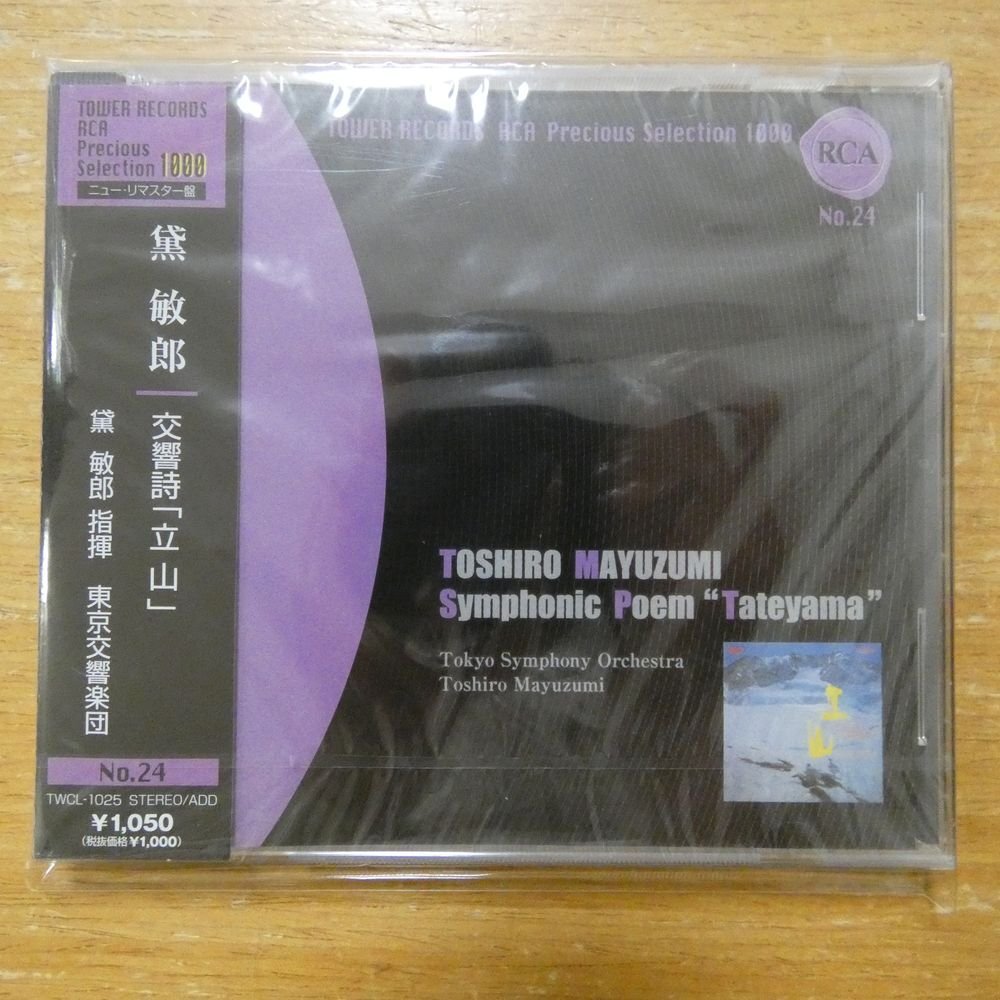 TOWER RECORDS
RCA
Precious
Selection 1000
ニュー・リマスター盤
黛 敏郎
交響詩「立山」
黛 敏郎 指揮 東京交響楽団
No.24
TWCL-1025 STEREO/ADD
¥1,050
(税抜価格¥1,000)
TOWER RECORDS RCA Precious Selection 1000
RCA
No.24
TOSHIRO MAYUZUMI
Symphonic Poem “Tateyama”
Tokyo Symphony Orchestra
Toshiro Mayuzumi
立山